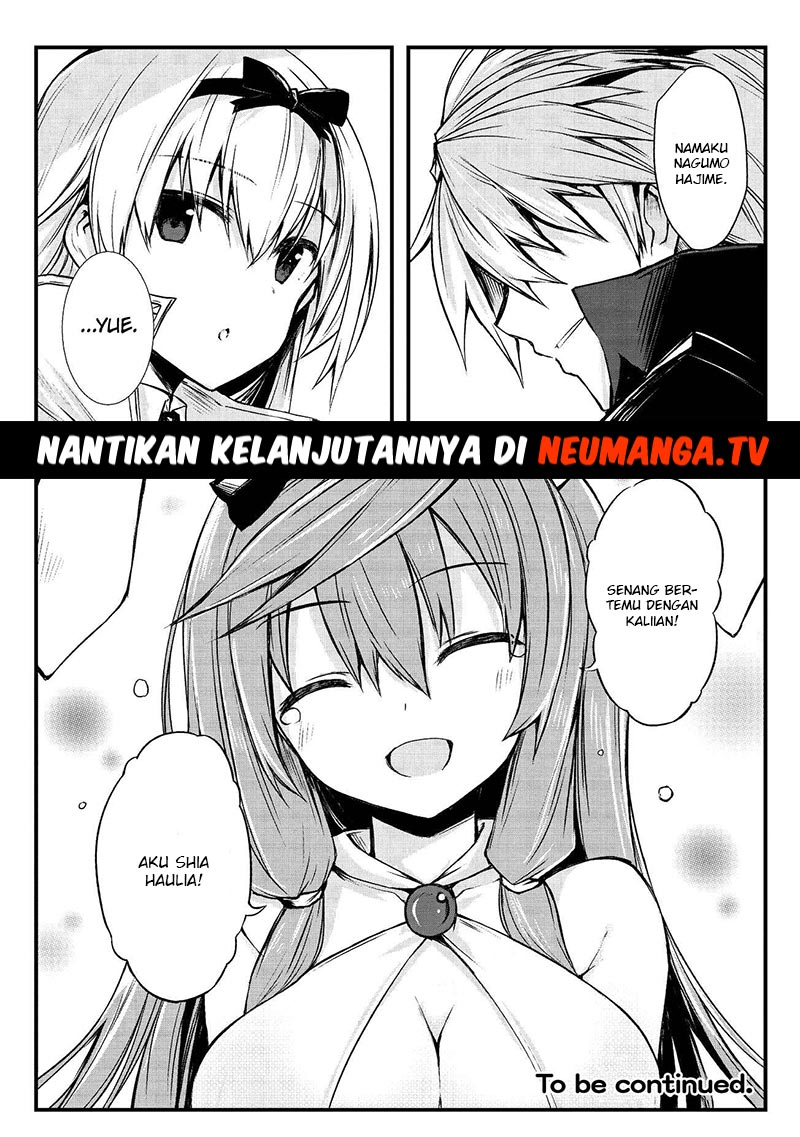 NAMAKU
NAGUMO
HAJIME.
...YUE.
NANTIKAN KELANJUTANNYA DI NEUMANGA.TV
SENANG BER-
TEMU DENGAN
KALIIAN!
AKU SHIA
HAULIA!
To be continued.